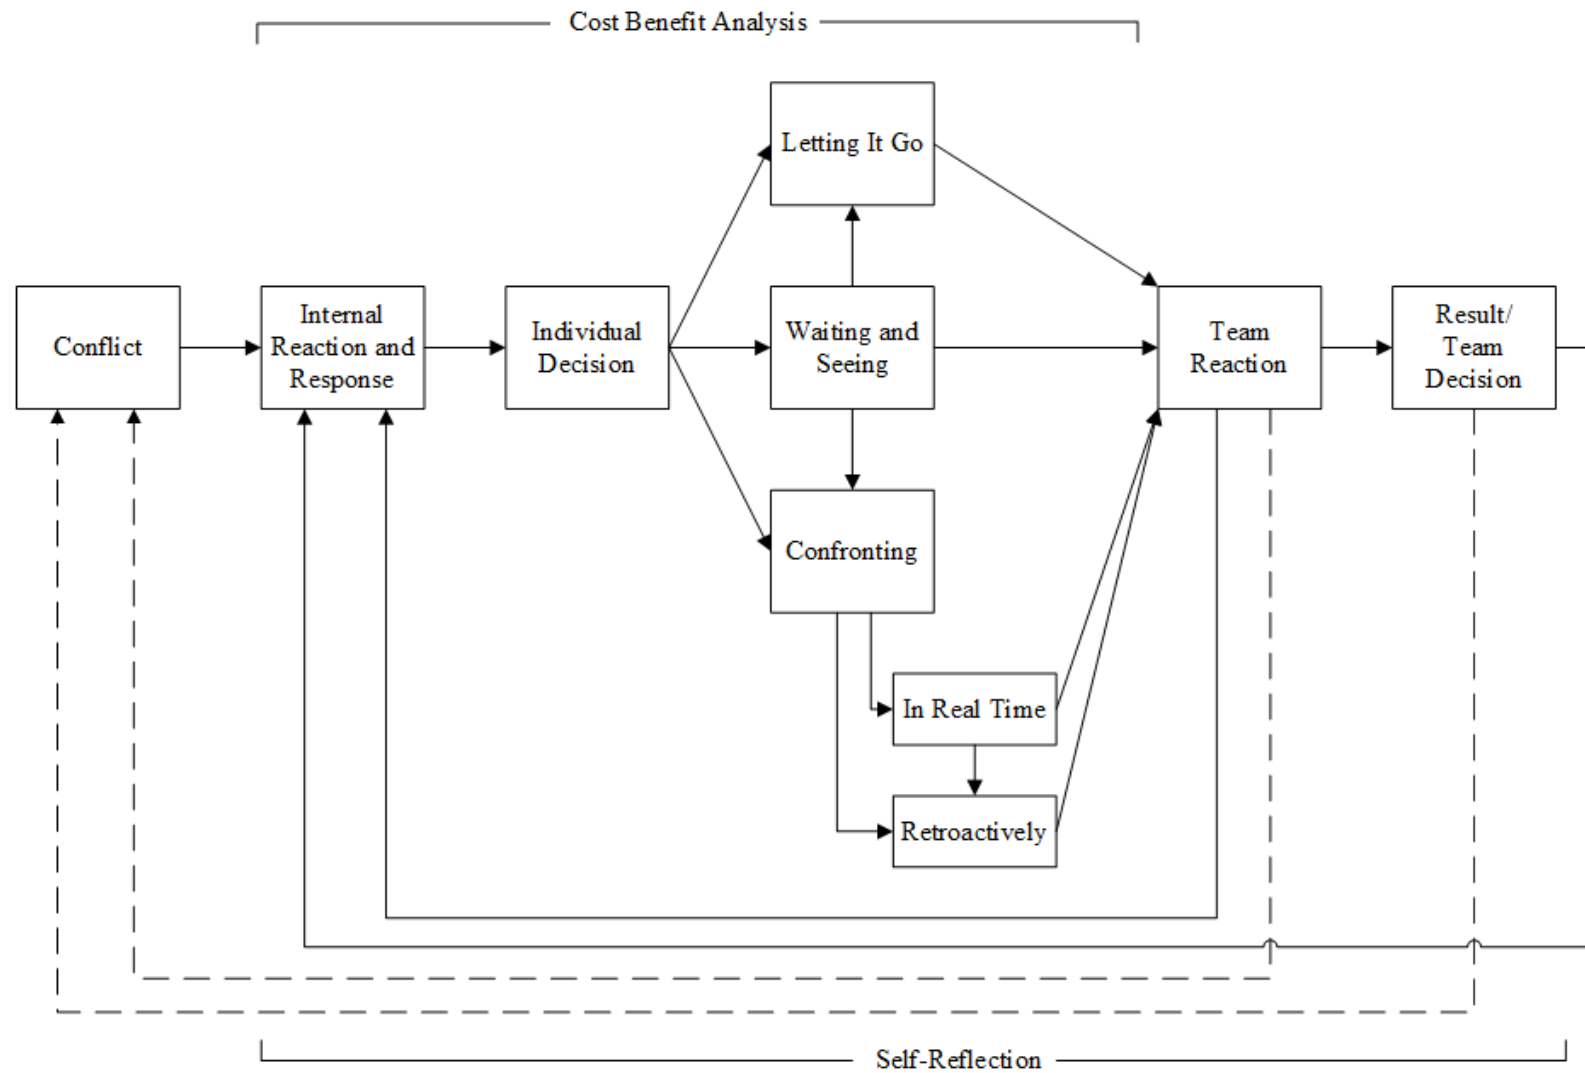 Cost Benefit Analysis
Letting It Go
Conflict
Internal
Reaction and
Response
Individual
Decision
Waiting and
Seeing
Team
Reaction
Result/
Team
Decision
Confronting
In Real Time
Retroactively
Self-Reflection